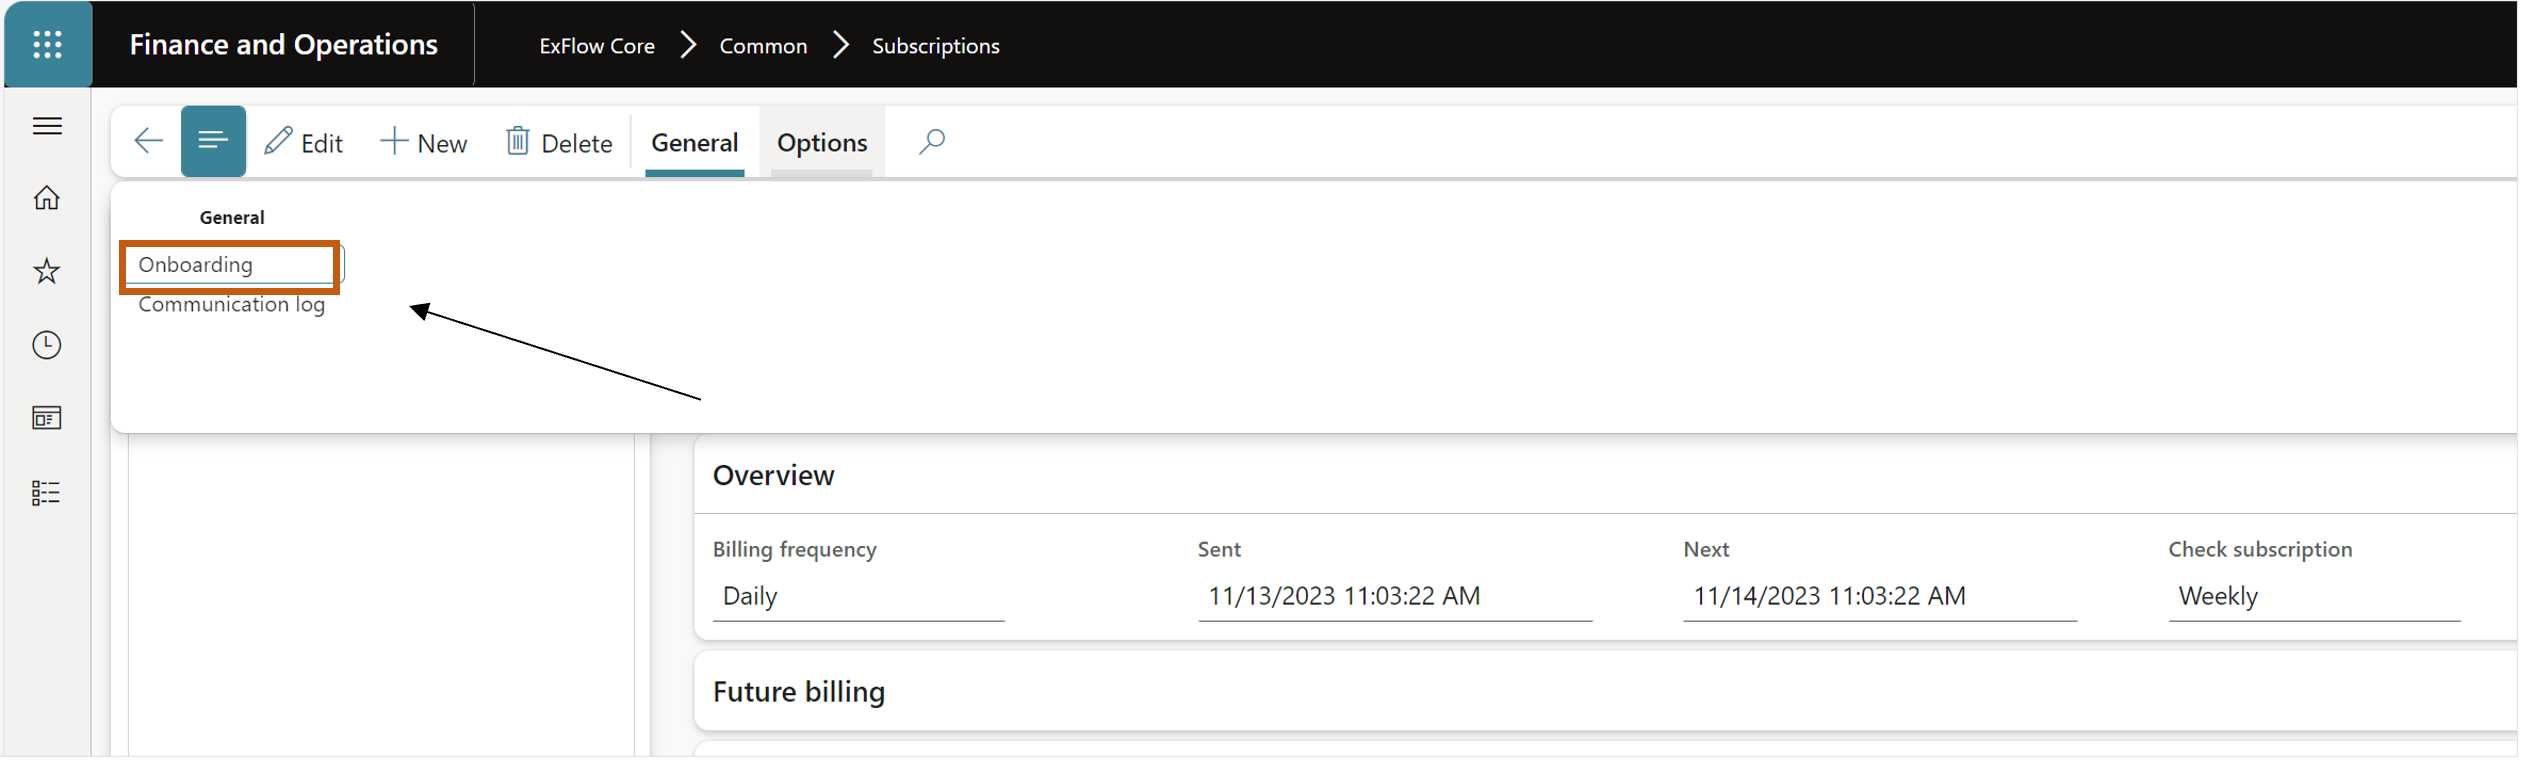 Finance and Operations
ExFlow Core > Common > Subscriptions
Edit New Delete General Options
General
Onboarding
Communication log
Overview
Billing frequency Sent Next Check subscription
Daily 11/13/2023 11:03:22 AM 11/14/2023 11:03:22 AM Weekly
Future billing